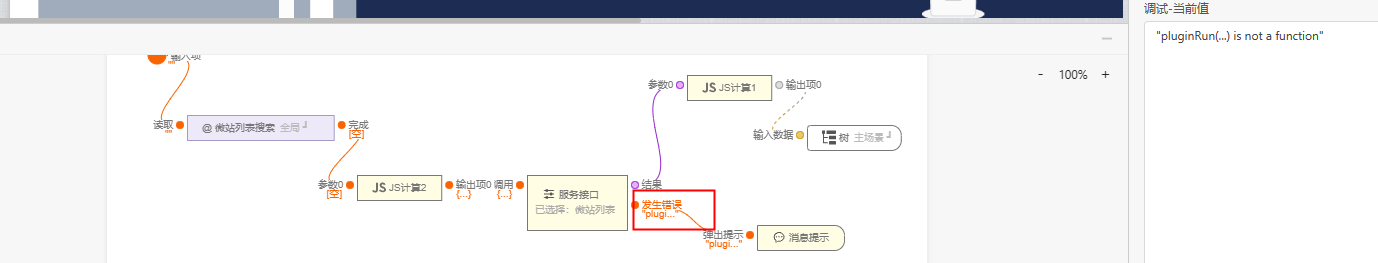 调试-当前值
"pluginRun(...) is not a function"
- 100% +
输入项
""
参数0 JS JS计算1 输出项0
读取 @ 微站列表搜索 全局 完成
"" [空]
输入数据 树 主场景
参数0 JS JS计算2 输出项0 调用 服务接口 结果
[空] {...} {...} 已选择：微站列表 发生错误
"plugi..."
弹出提示 消息提示
"plugi..."